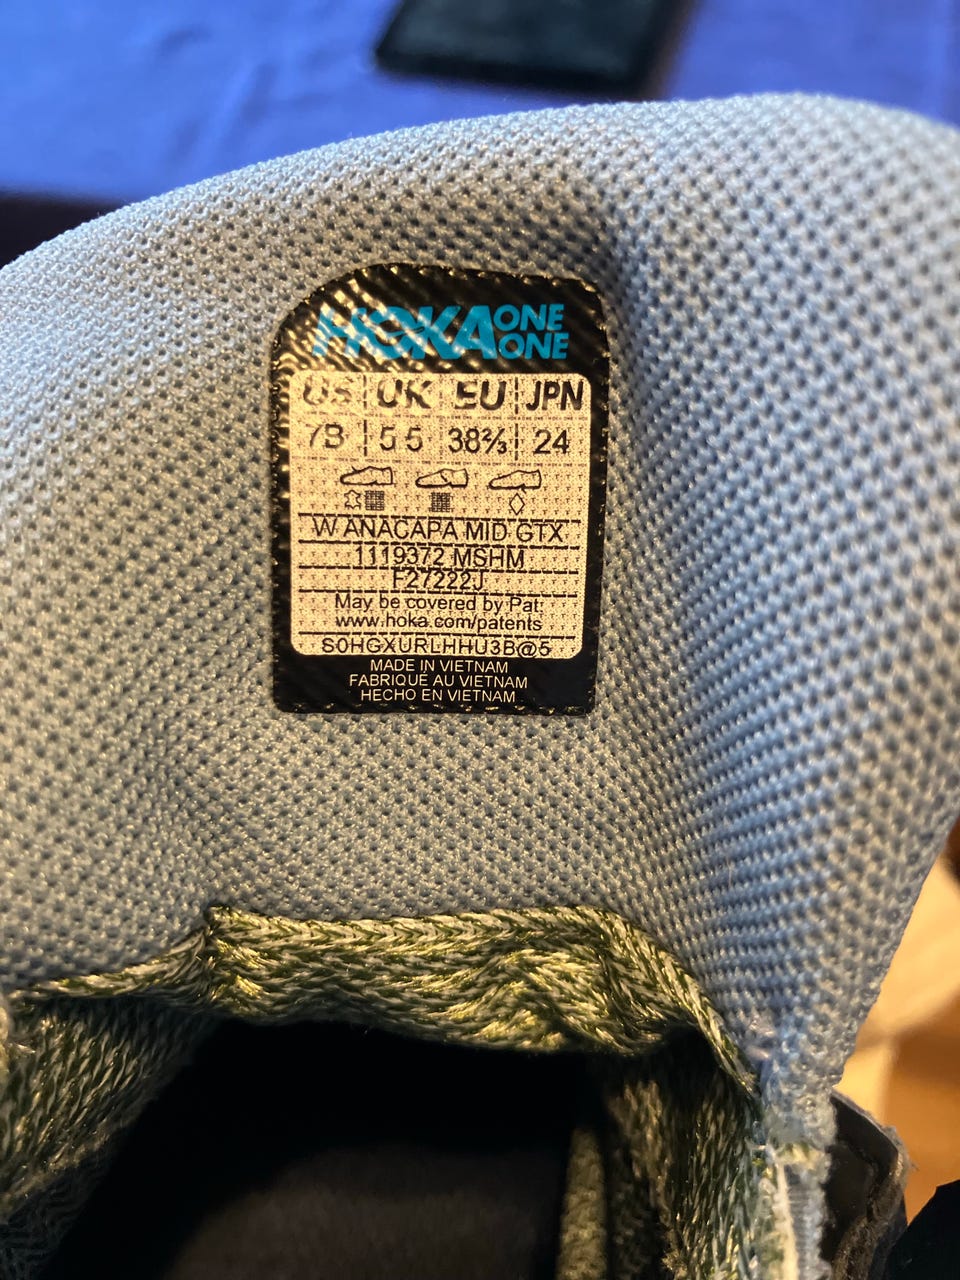 HOKA ONE ONE
US UK EU JPN
7B 5.5 38⅔ 24
W ANACAPA MID GTX
1119372 MSHM
F27222J
May be covered by Pat:
www.hoka.com/patents
S0HGXURLHHU3B@5
MADE IN VIETNAM
FABRIQUÉ AU VIETNAM
HECHO EN VIETNAM